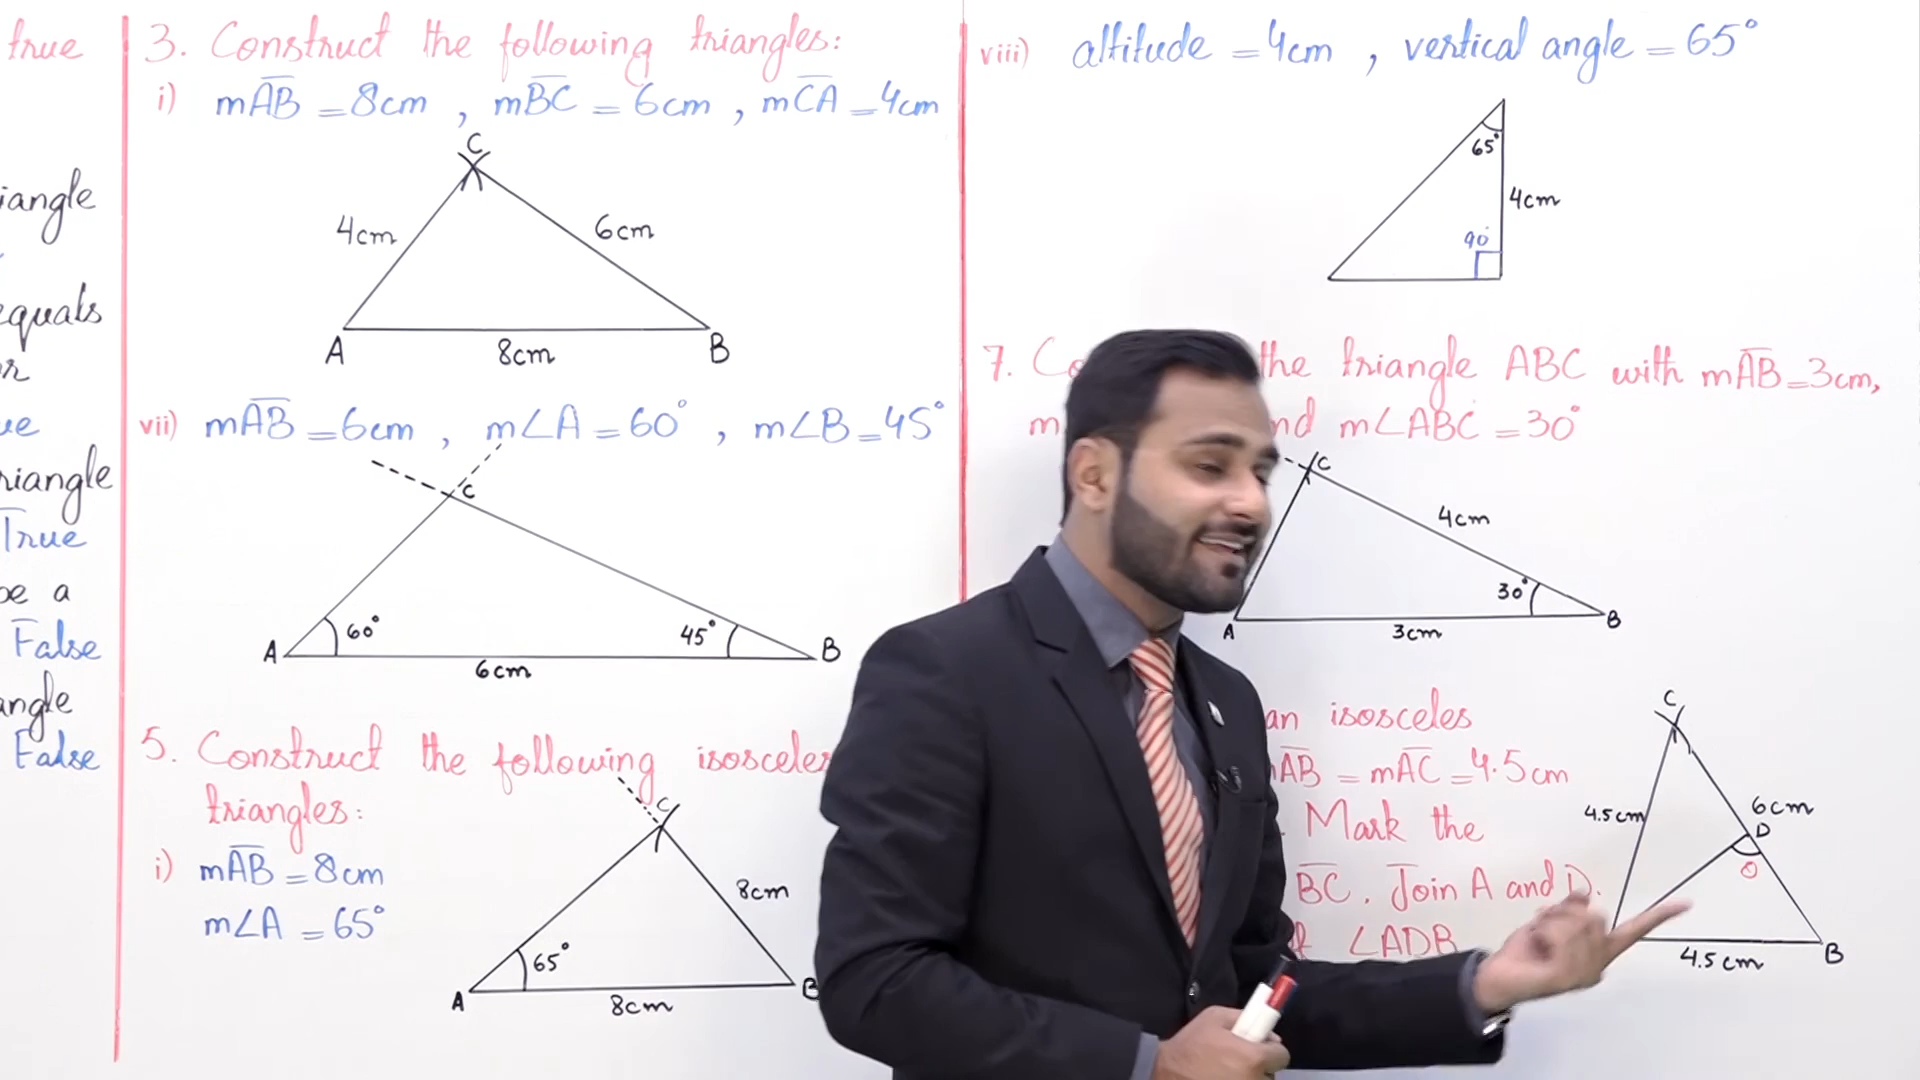 true
iangle
equals
ue
riangle
True
be a
False
angle
False
3. Construct the following triangles:
i) mAB = 8cm , mBC = 6cm , mCA = 4cm
C
4cm 6cm
A 8cm B
vii) mAB = 6cm , m∠A = 60° , m∠B = 45°
C
60° 45°
A 6cm B
5. Construct the following isosceles
triangles:
i) mAB = 8cm
m∠A = 65°
C
8cm
65°
A 8cm B
viii) altitude = 4cm , vertical angle = 65°
65°
4cm
90°
7. the triangle ABC with mAB = 3cm,
m∠ABC = 30°
C
4cm
30°
A 3cm B
an isosceles
mAB = mAC = 4.5cm
Mark the
BC. Join A and D.
∠ADB
C
4.5cm 6cm
D
4.5cm B